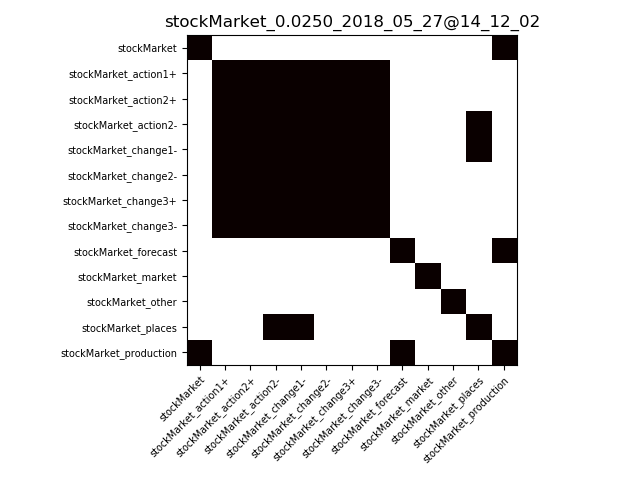 stockMarket_0.0250_2018_05_27@14_12_02
stockMarket
stockMarket_action1+
stockMarket_action2+
stockMarket_action2-
stockMarket_change1-
stockMarket_change2-
stockMarket_change3+
stockMarket_change3-
stockMarket_forecast
stockMarket_market
stockMarket_other
stockMarket_places
stockMarket_production
stockMarket
stockMarket_action1+
stockMarket_action2+
stockMarket_action2-
stockMarket_change1-
stockMarket_change2-
stockMarket_change3+
stockMarket_change3-
stockMarket_forecast
stockMarket_market
stockMarket_other
stockMarket_places
stockMarket_production